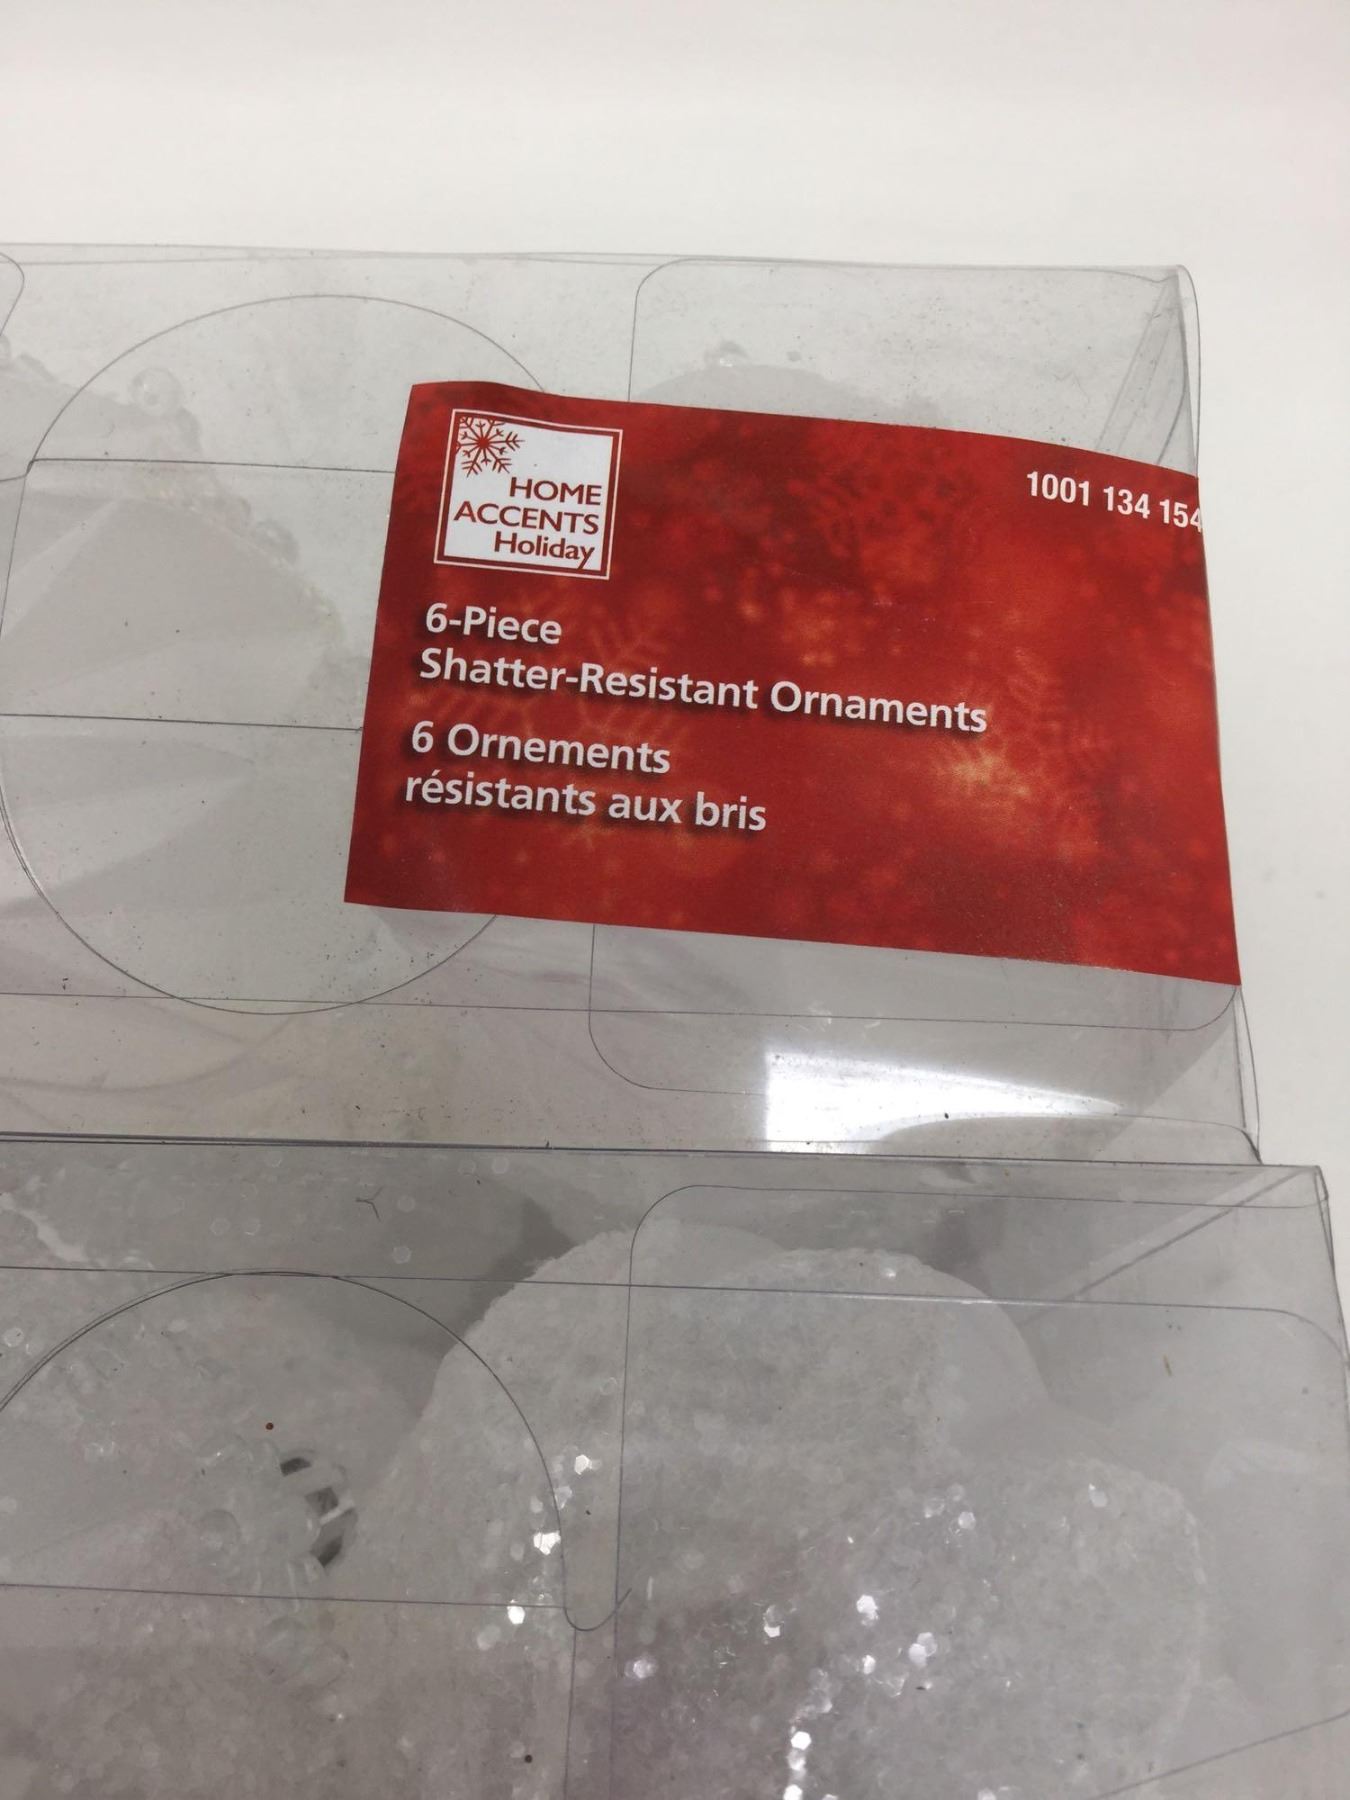 HOME
ACCENTS
Holiday
1001 134 154
6-Piece
Shatter-Resistant Ornaments
6 Ornements
résistants aux bris